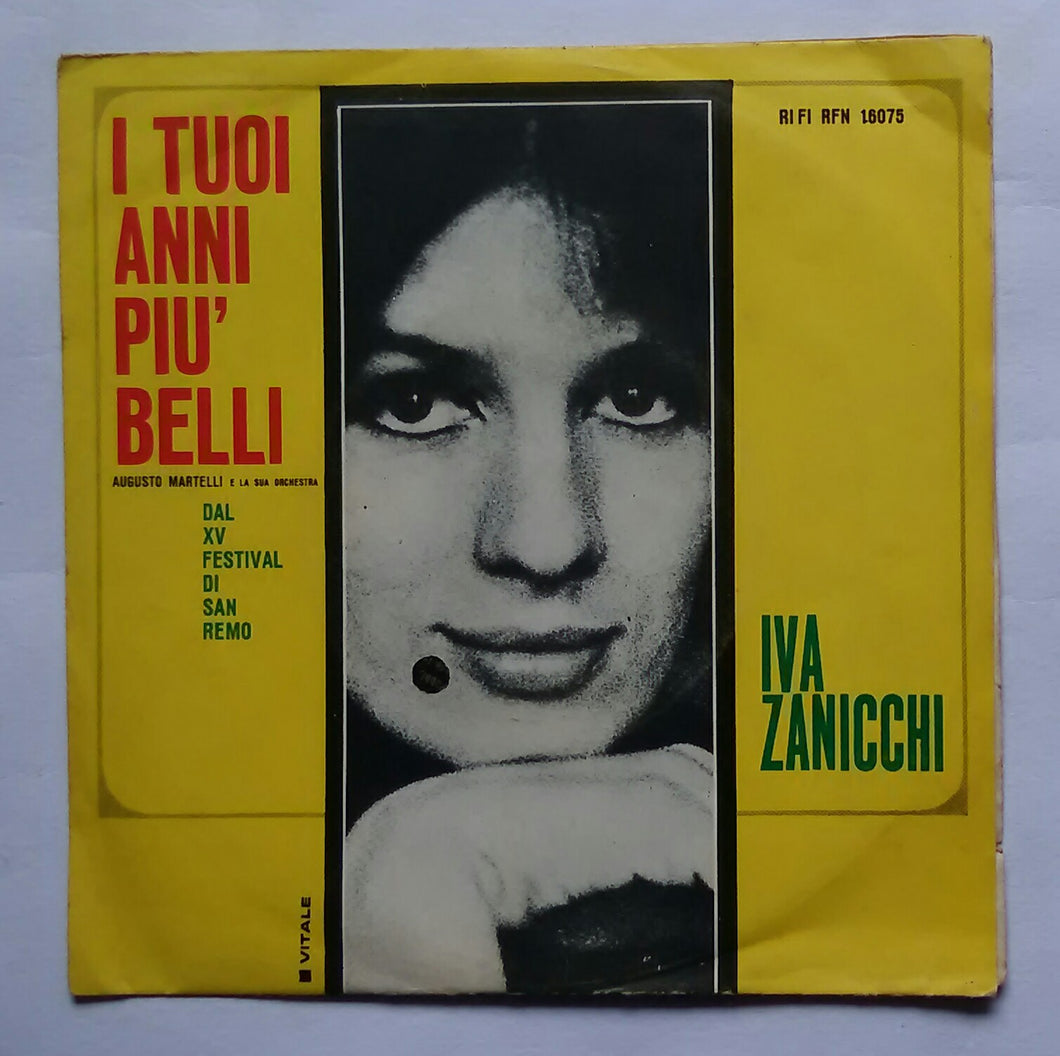 I TUOI
ANNI
PIU'
BELLI
AUGUSTO MARTELLI E LA SUA ORCHESTRA
DAL
XV
FESTIVAL
DI
SAN
REMO
RI FI RFN 16075
IVA
ZANICCHI
VITALE